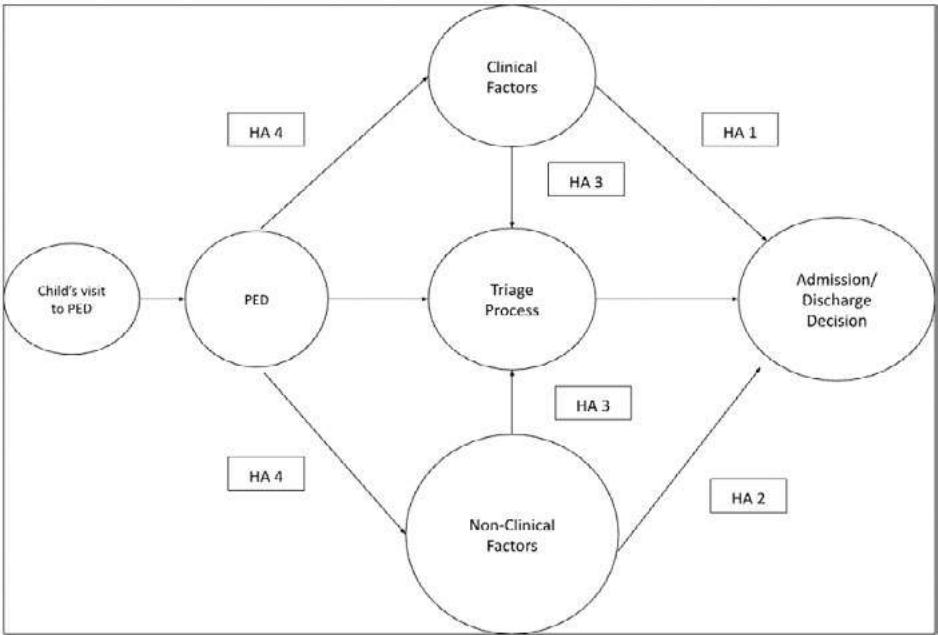 Clinical
Factors
HA 4
HA 1
HA 3
Child's visit
to PED
PED
Triage
Process
Admission/
Discharge
Decision
HA 3
HA 4
HA 2
Non-Clinical
Factors